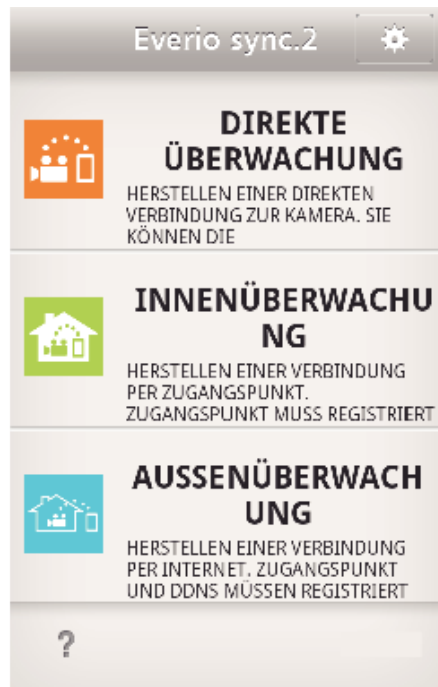 Everio sync.2
DIREKTE
ÜBERWACHUNG
HERSTELLEN EINER DIREKTEN
VERBINDUNG ZUR KAMERA. SIE
KÖNNEN DIE
INNENÜBERWACHU
NG
HERSTELLEN EINER VERBINDUNG
PER ZUGANGSPUNKT.
ZUGANGSPUNKT MUSS REGISTRIERT
AUSSENÜBERWACH
UNG
HERSTELLEN EINER VERBINDUNG
PER INTERNET. ZUGANGSPUNKT
UND DDNS MÜSSEN REGISTRIERT
?